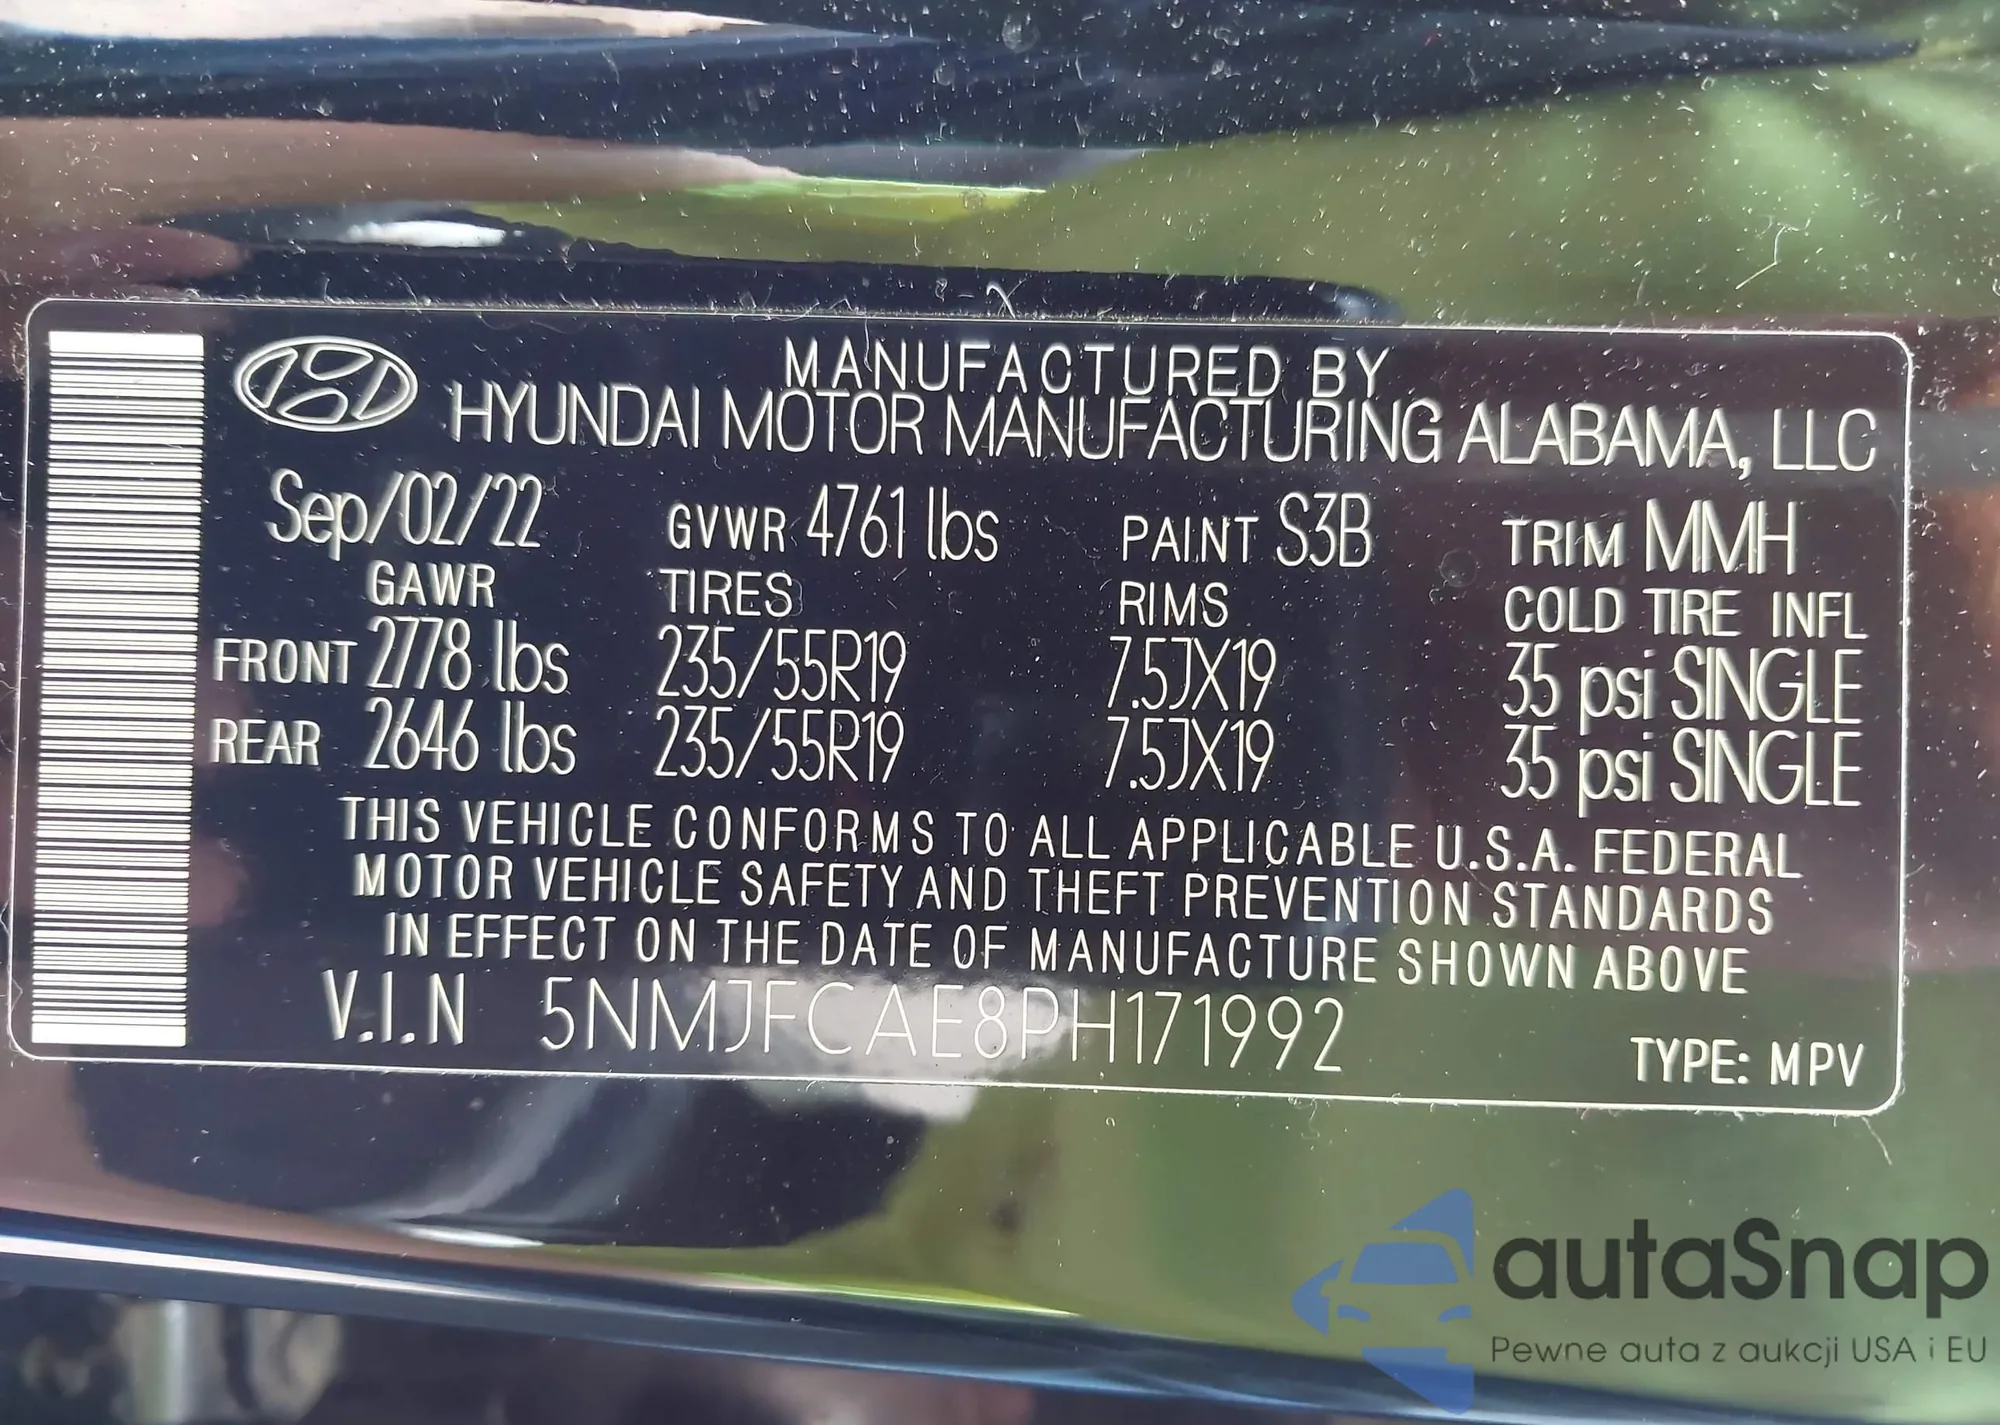 MANUFACTURED BY
HYUNDAI MOTOR MANUFACTURING ALABAMA, LLC
Sep/02/22 GVWR 4761 lbs PAINT S3B TRIM MMH
GAWR TIRES RIMS COLD TIRE INFL
FRONT 2778 lbs 235/55R19 7.5JX19 35 psi SINGLE
REAR 2646 lbs 235/55R19 7.5JX19 35 psi SINGLE
THIS VEHICLE CONFORMS TO ALL APPLICABLE U.S.A. FEDERAL
MOTOR VEHICLE SAFETY AND THEFT PREVENTION STANDARDS
IN EFFECT ON THE DATE OF MANUFACTURE SHOWN ABOVE
V.I.N 5NMJFCAE8PH171992
TYPE: MPV
autaSnap
Pewne auta z aukcji USA i EU